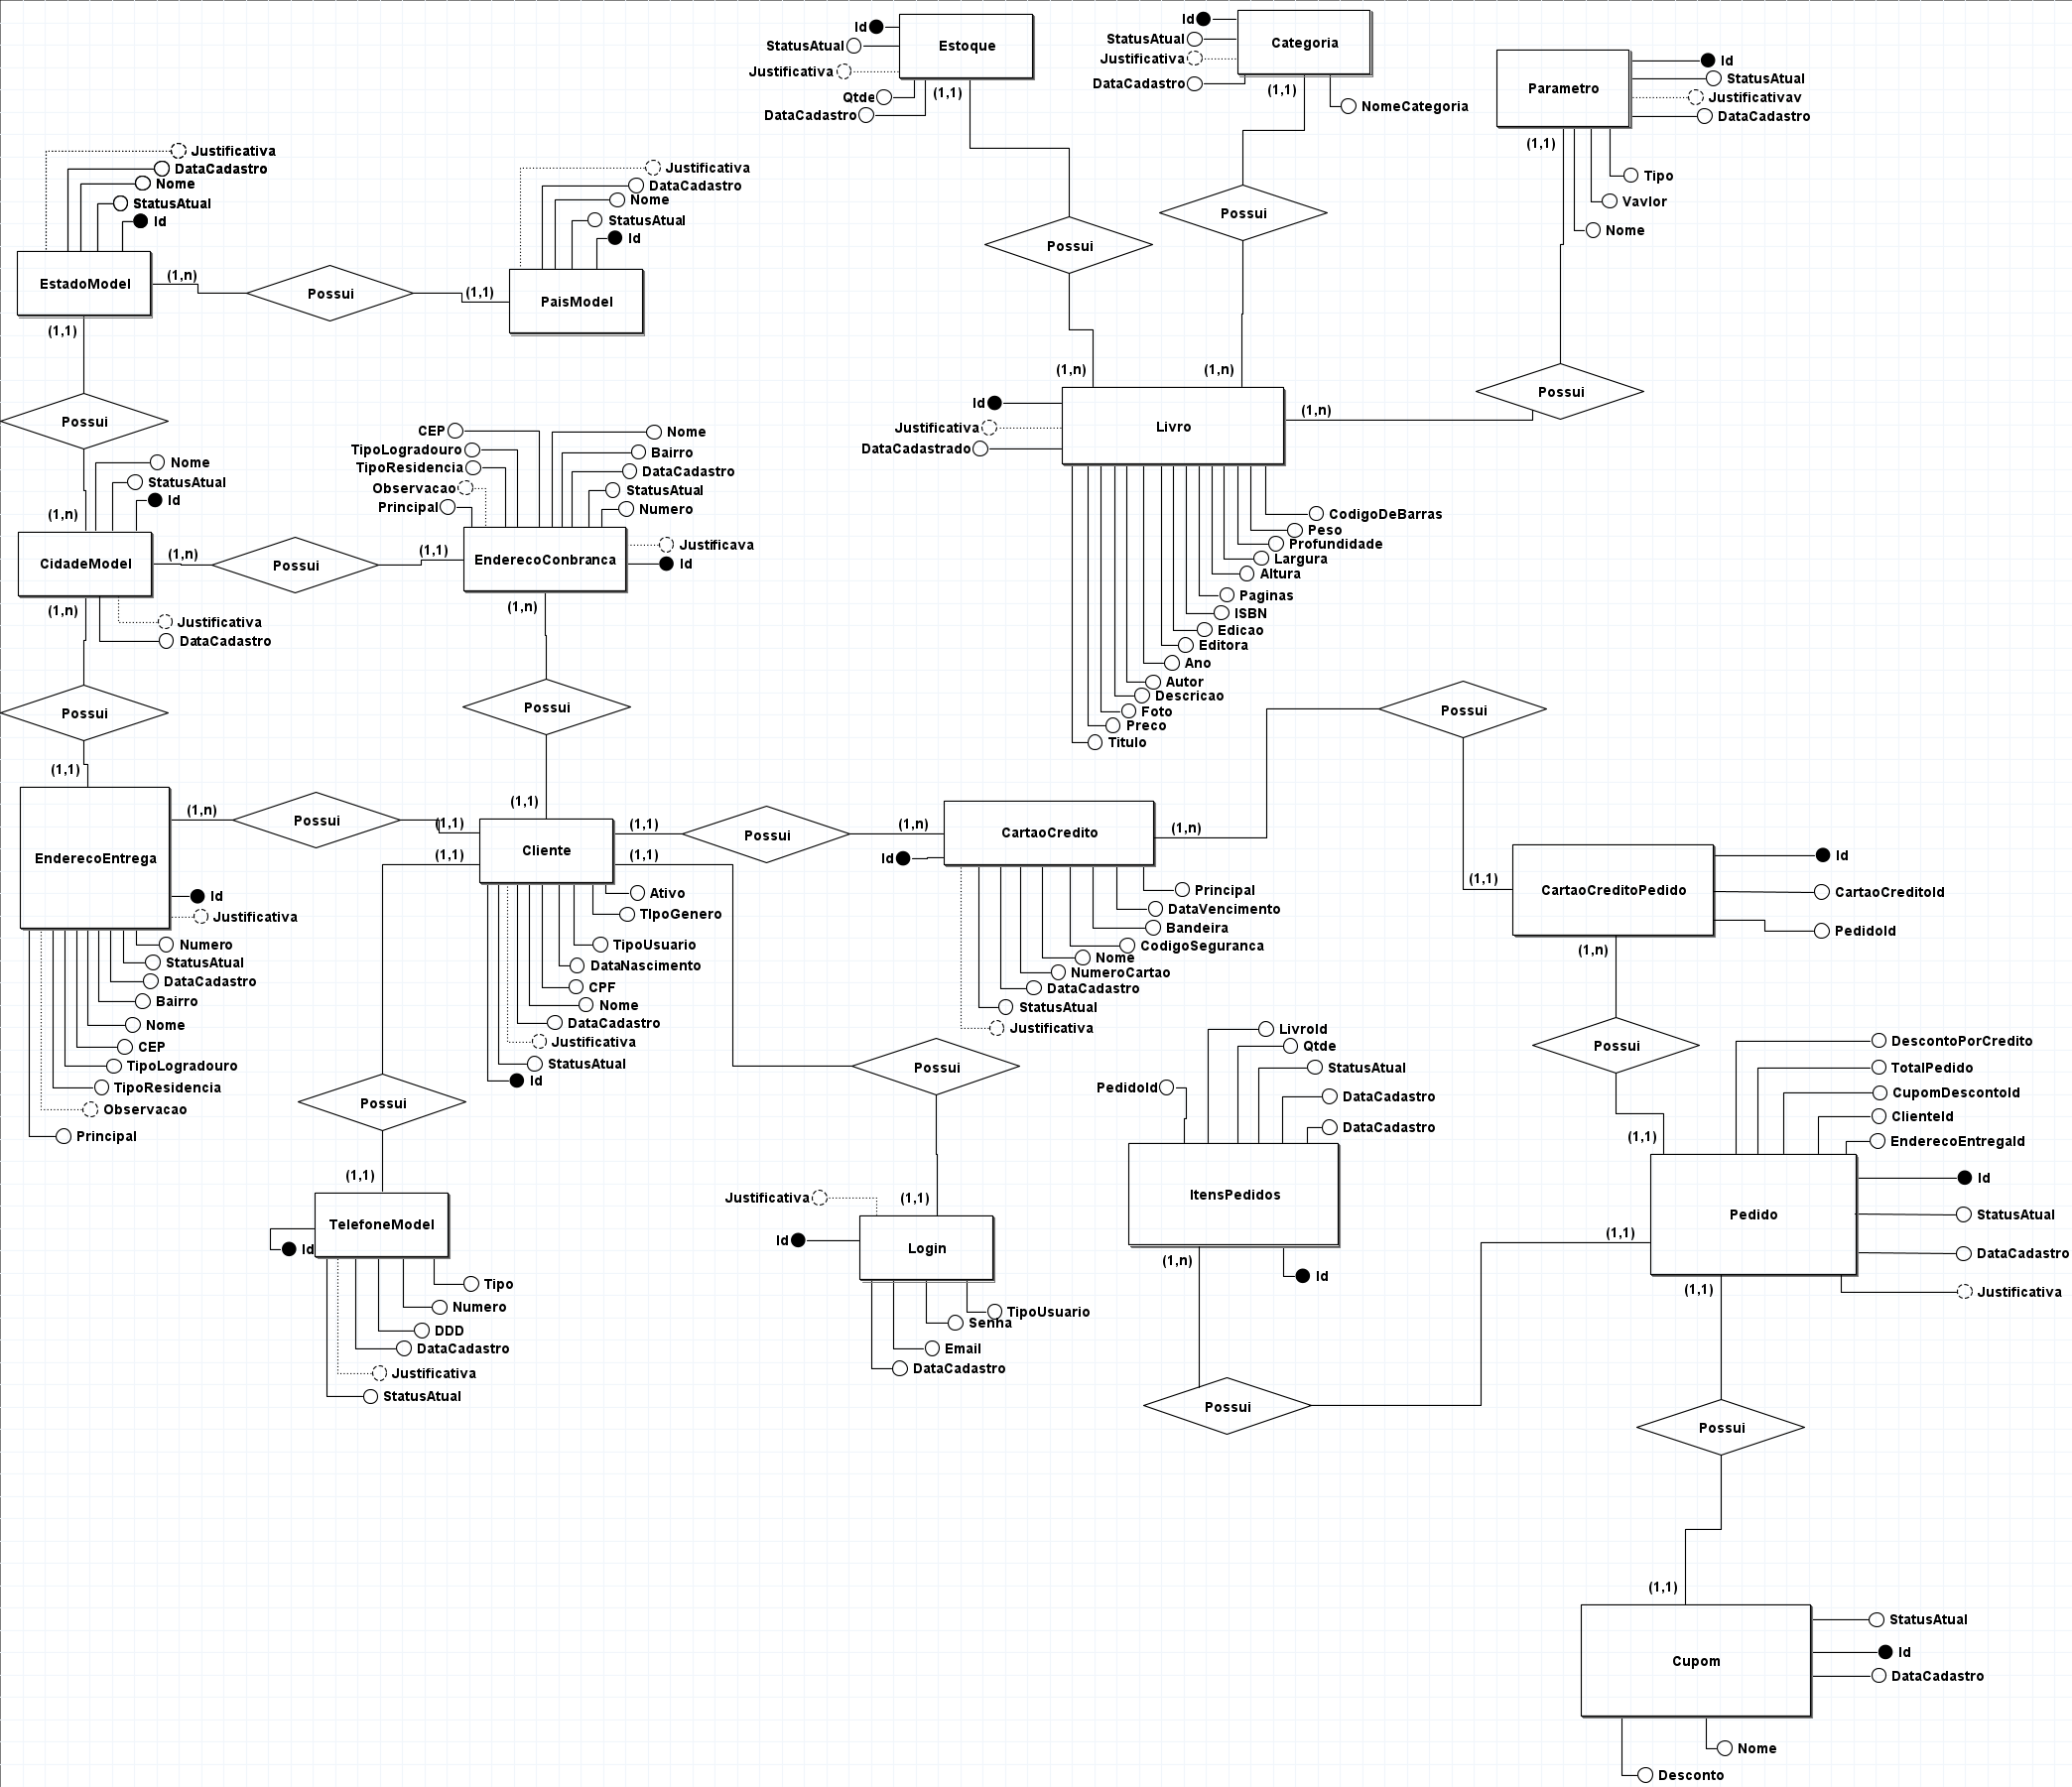 Id
StatusAtual
Justificativa
Qtde
DataCadastro
Estoque
(1,1)
Id
StatusAtual
Justificativa
DataCadastro
Categoria
(1,1)
NomeCategoria
Parametro
Id
StatusAtual
Justificativav
DataCadastro
(1,1)
Tipo
Vavlor
Nome
Justificativa
DataCadastro
Nome
StatusAtual
Id
EstadoModel
(1,n)
Possui
(1,1)
Justificativa
DataCadastro
Nome
StatusAtual
Id
PaisModel
(1,1)
Possui
Possui
Possui
Possui
(1,n)
(1,n)
(1,n)
Id
Justificativa
DataCadastrado
Livro
CodigoDeBarras
Peso
Profundidade
Largura
Altura
Paginas
ISBN
Edicao
Editora
Ano
Autor
Descricao
Foto
Preco
Titulo
Nome
StatusAtual
Id
(1,n)
CidadeModel
(1,n)
Possui
(1,1)
(1,n)
Justificativa
DataCadastro
CEP
TipoLogradouro
TipoResidencia
Observacao
Principal
Nome
Bairro
DataCadastro
StatusAtual
Numero
EnderecoConbranca
Justificava
Id
(1,n)
Possui
Possui
(1,1)
(1,1)
EnderecoEntrega
(1,n)
Possui
(1,1)
Id
Justificativa
Numero
StatusAtual
DataCadastro
Bairro
Nome
CEP
TipoLogradouro
TipoResidencia
Observacao
Principal
Cliente
(1,1)
(1,1)
(1,1)
Ativo
TIpoGenero
TipoUsuario
DataNascimento
CPF
Nome
DataCadastro
Justificativa
StatusAtual
Id
Possui
(1,n)
CartaoCredito
(1,n)
Id
Principal
DataVencimento
Bandeira
CodigoSeguranca
Nome
NumeroCartao
DataCadastro
StatusAtual
Justificativa
Possui
(1,1)
CartaoCreditoPedido
Id
CartaoCreditoId
PedidoId
(1,n)
Possui
(1,1)
Possui
(1,1)
TelefoneModel
Id
Tipo
Numero
DDD
DataCadastro
Justificativa
StatusAtual
Possui
(1,1)
Justificativa
Id
Login
TipoUsuario
Senha
Email
DataCadastro
LivroId
Qtde
StatusAtual
PedidoId
DataCadastro
DataCadastro
ItensPedidos
(1,n)
Id
Possui
(1,1)
DescontoPorCredito
TotalPedido
CupomDescontoId
ClienteId
EnderecoEntregaId
Pedido
Id
StatusAtual
DataCadastro
Justificativa
(1,1)
Possui
(1,1)
Cupom
StatusAtual
Id
DataCadastro
Nome
Desconto